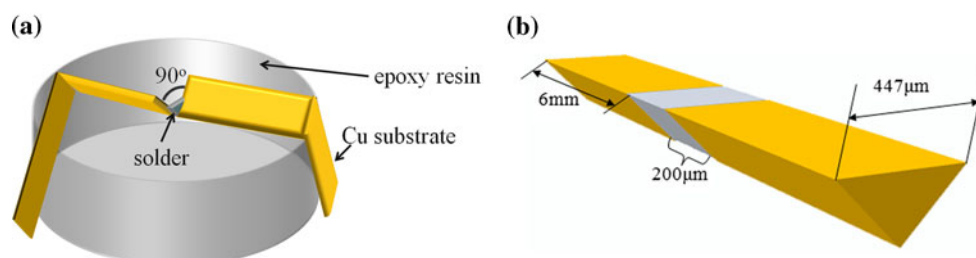 (a)
90°
epoxy resin
Cu substrate
solder
(b)
6mm
447μm
200μm